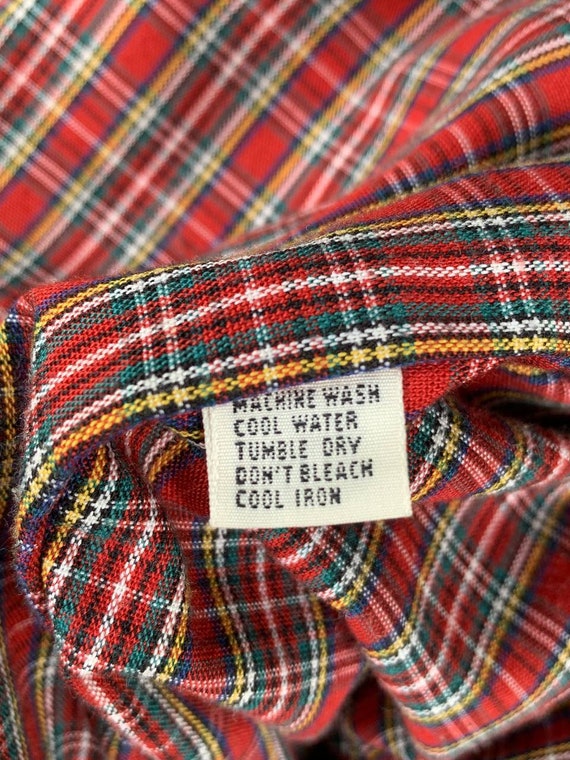 MACHINE WASH
COOL WATER
TUMBLE DRY
DON'T BLEACH
COOL IRON